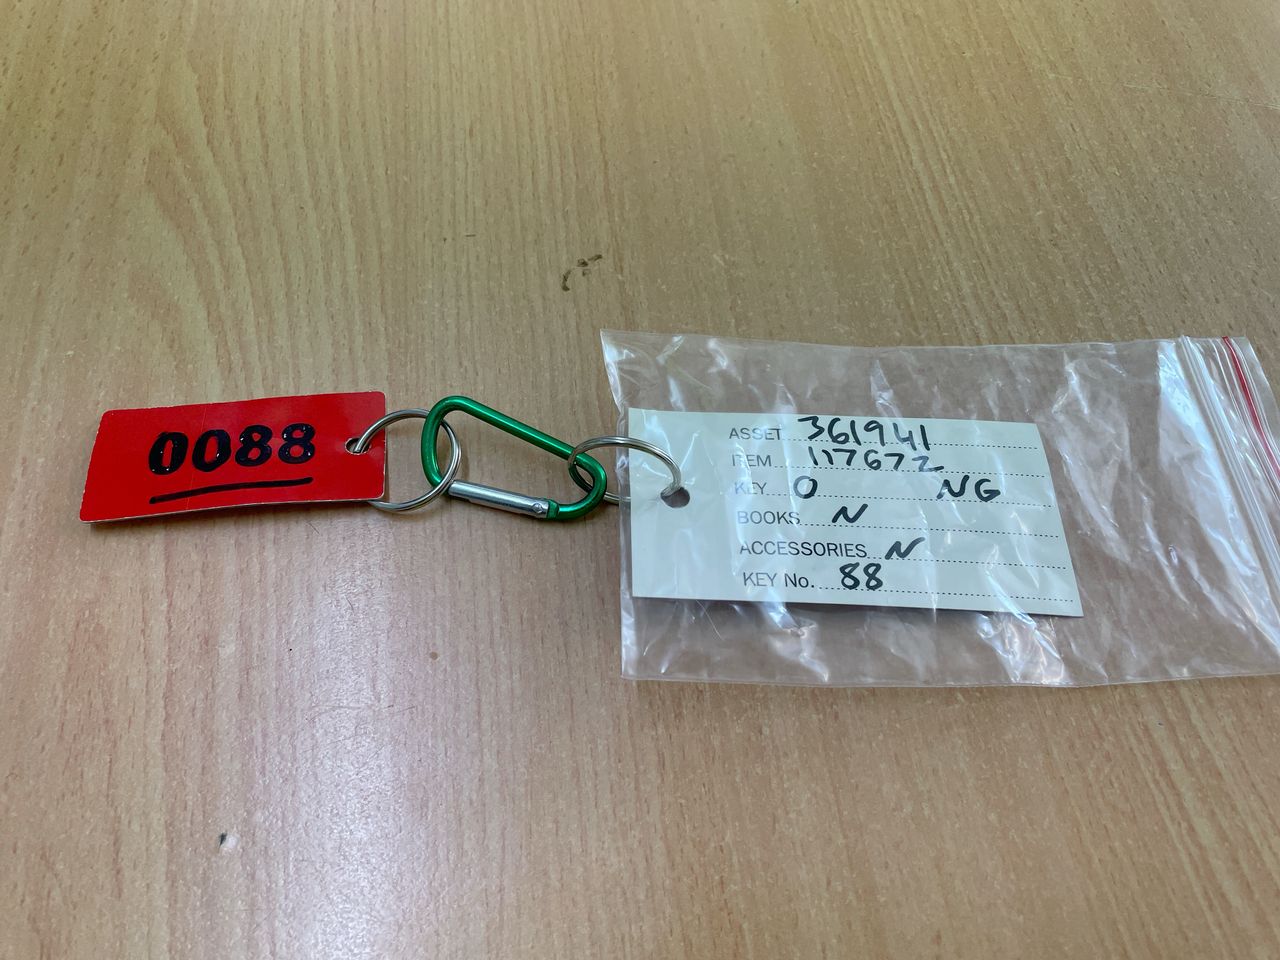 0088
ASSET 361941
ITEM 117672
KEY 0 NG
BOOKS N
ACCESSORIES N
KEY No. 88